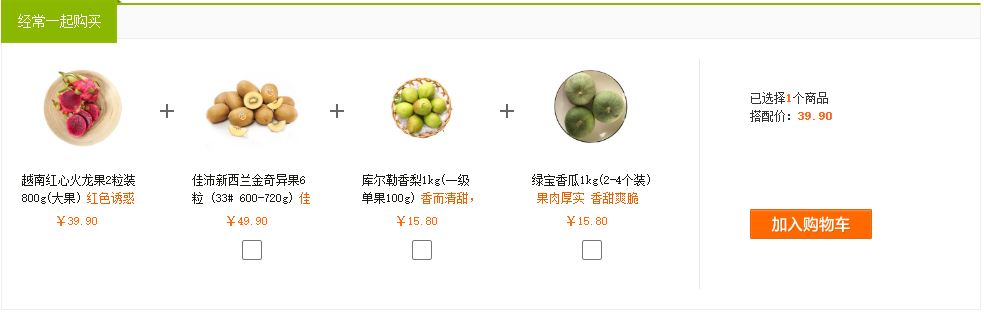 经常一起购买
越南红心火龙果2粒装
800g(大果) 红色诱惑
￥39.90
佳沛新西兰金奇异果6
粒 (33# 600-720g) 佳
￥49.90
库尔勒香梨1kg(一级
单果100g) 香而清甜，
￥15.80
绿宝香瓜1kg(2-4个装)
果肉厚实 香甜爽脆
￥15.80
已选择1个商品
搭配价：39.90
加入购物车